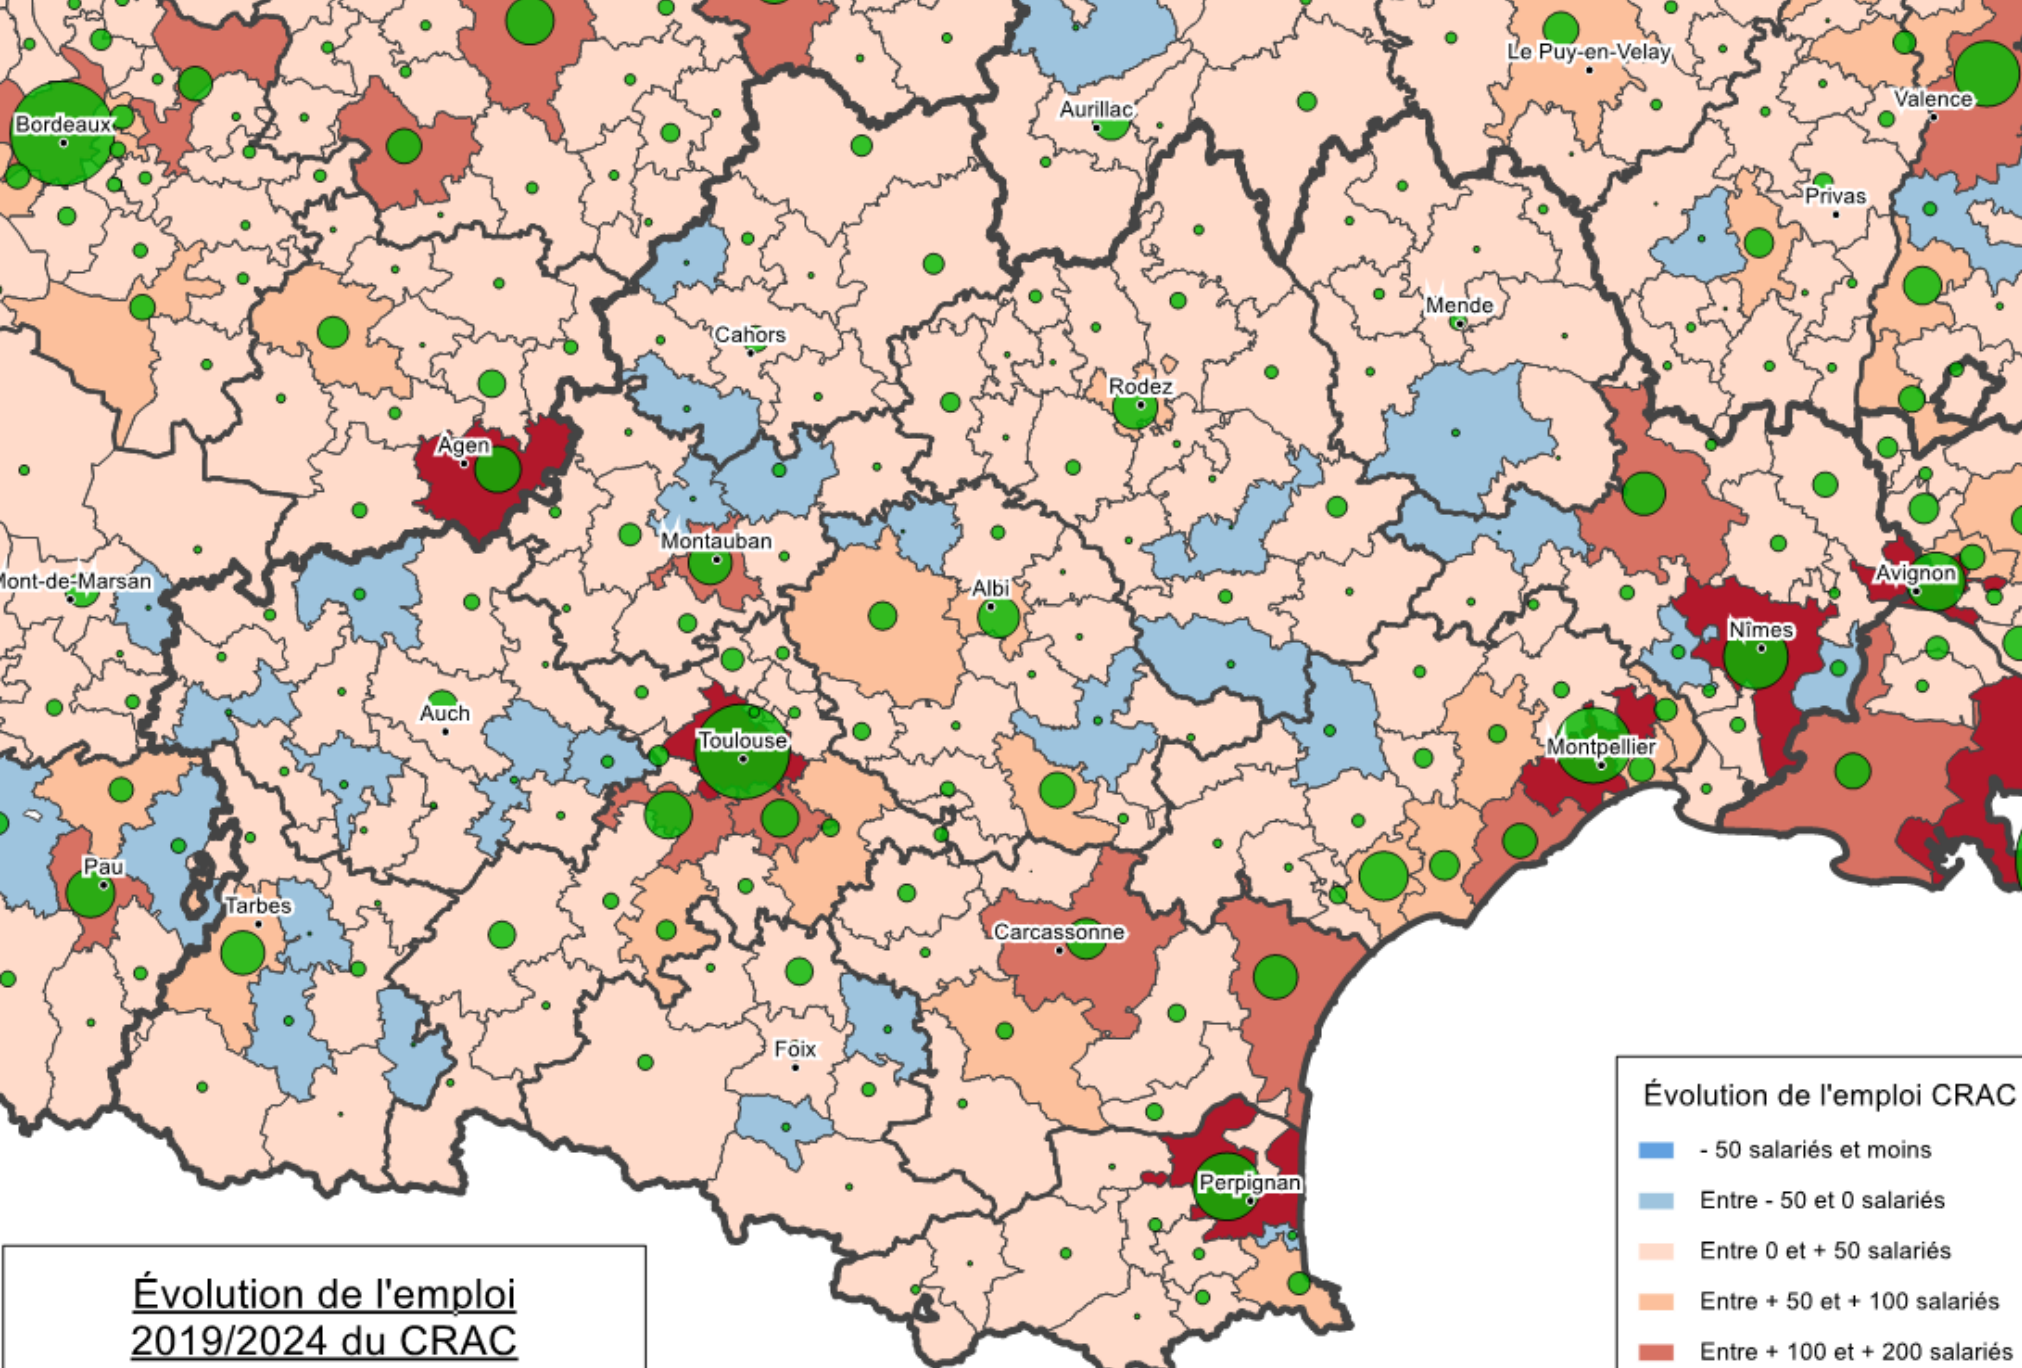 Le Puy-en-Velay
Aurillac
Valence
Bordeaux
Privas
Mende
Cahors
Rodez
Agen
Montauban
Avignon
Mont-de-Marsan
Albi
Nîmes
Auch
Toulouse
Montpellier
Pau
Tarbes
Carcassonne
Foix
Perpignan
Évolution de l'emploi CRAC
- 50 salariés et moins
Entre - 50 et 0 salariés
Entre 0 et + 50 salariés
Entre + 50 et + 100 salariés
Entre + 100 et + 200 salariés
Évolution de l'emploi
2019/2024 du CRAC